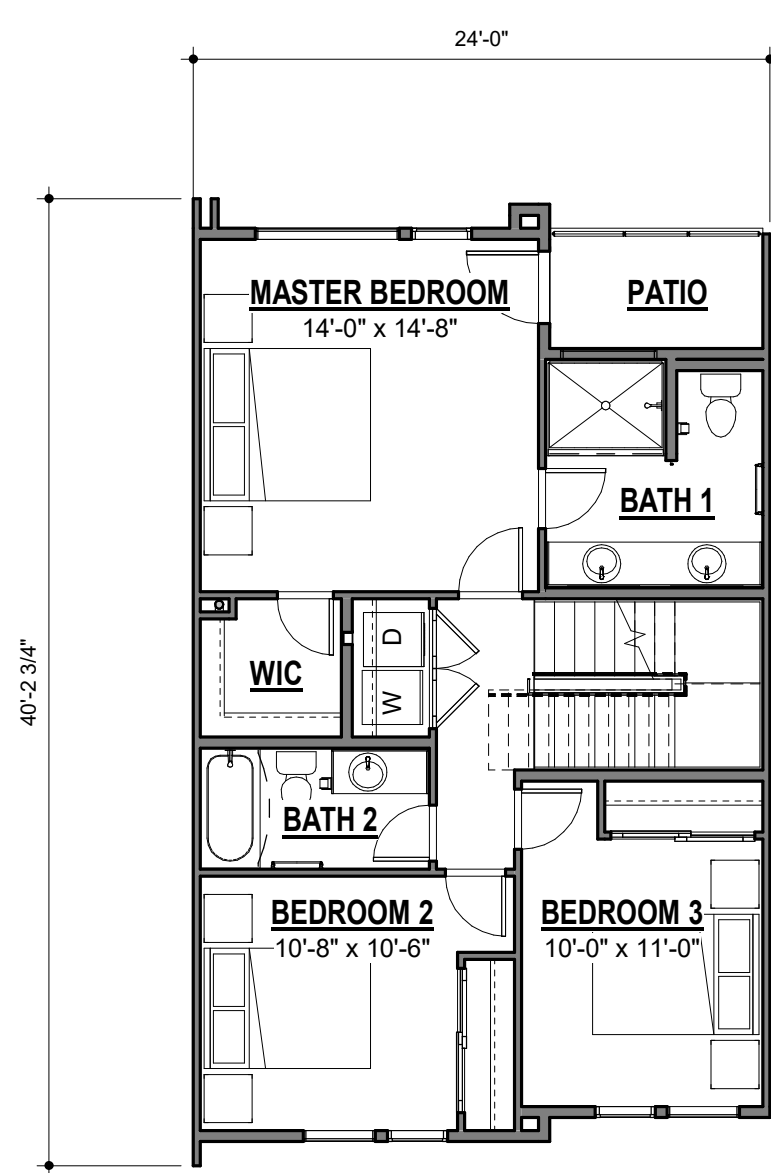 24'-0"
MASTER BEDROOM
14'-0" x 14'-8"
PATIO
BATH 1
40'-2 3/4"
WIC
D
W
BATH 2
BEDROOM 2
10'-8" x 10'-6"
BEDROOM 3
10'-0" x 11'-0"